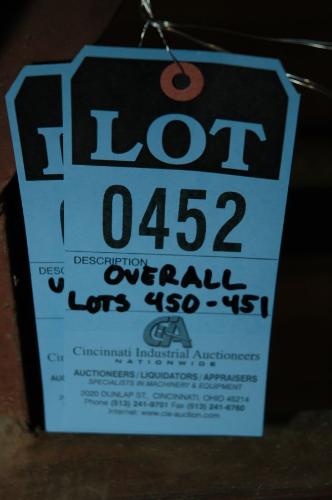 LOT
0452
DESCRIPTION
OVERALL
LOTS 450-451
CIA
Cincinnati Industrial Auctioneers
NATIONWIDE
AUCTIONEERS / LIQUIDATORS / APPRAISERS
SPECIALISTS IN MACHINERY & EQUIPMENT
2020 DUNLAP ST., CINCINNATI, OHIO 45214
Phone (513) 241-9701 Fax (513) 241-6760
Internet: www.cia-auction.com